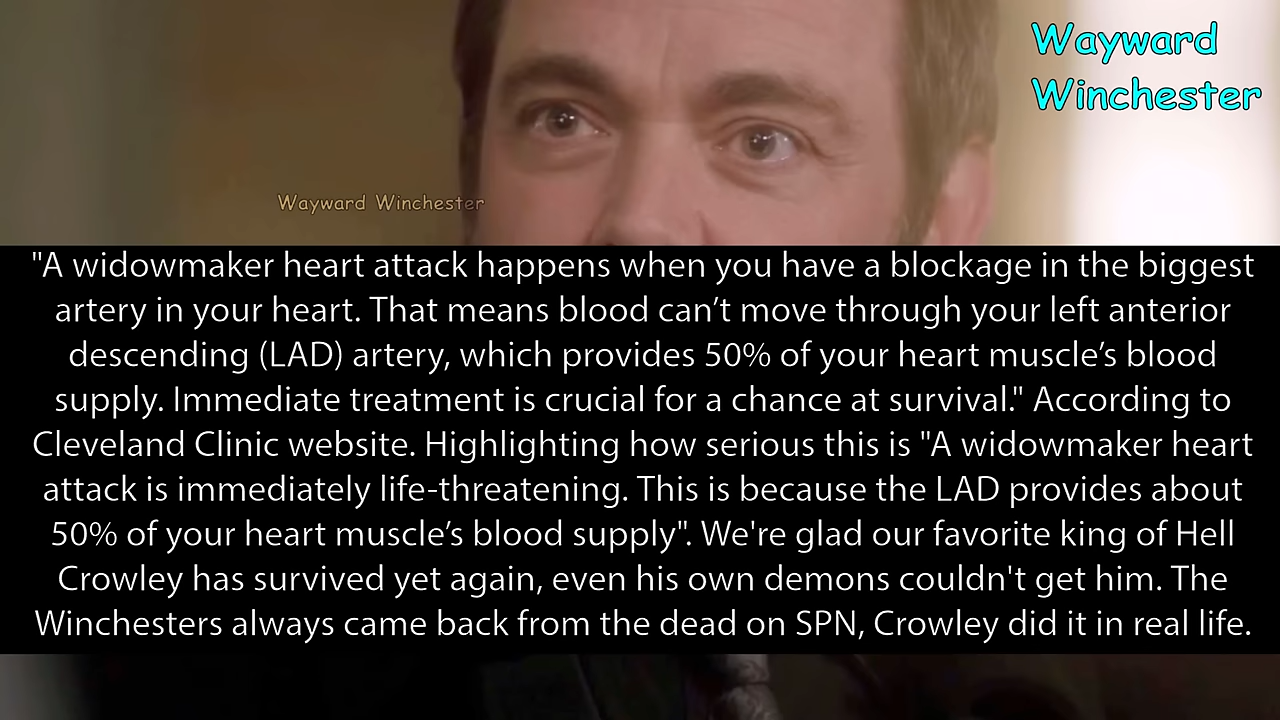 Wayward
Winchester
Wayward Winchester
"A widowmaker heart attack happens when you have a blockage in the biggest
artery in your heart. That means blood can’t move through your left anterior
descending (LAD) artery, which provides 50% of your heart muscle’s blood
supply. Immediate treatment is crucial for a chance at survival." According to
Cleveland Clinic website. Highlighting how serious this is "A widowmaker heart
attack is immediately life-threatening. This is because the LAD provides about
50% of your heart muscle’s blood supply". We're glad our favorite king of Hell
Crowley has survived yet again, even his own demons couldn't get him. The
Winchesters always came back from the dead on SPN, Crowley did it in real life.